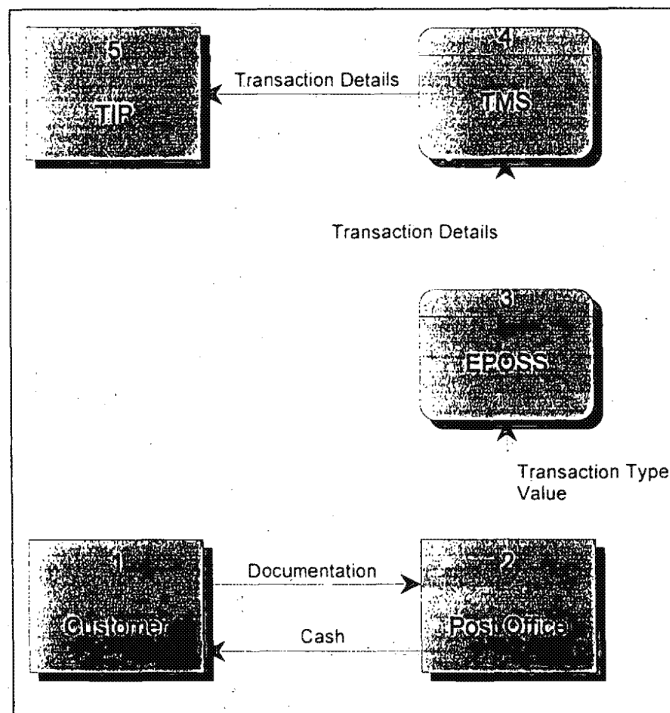 5
TIP
Transaction Details
4
TMS
Transaction Details
3
EPOSS
Transaction Type
Value
1
Customer
Documentation
Cash
2
Post Office